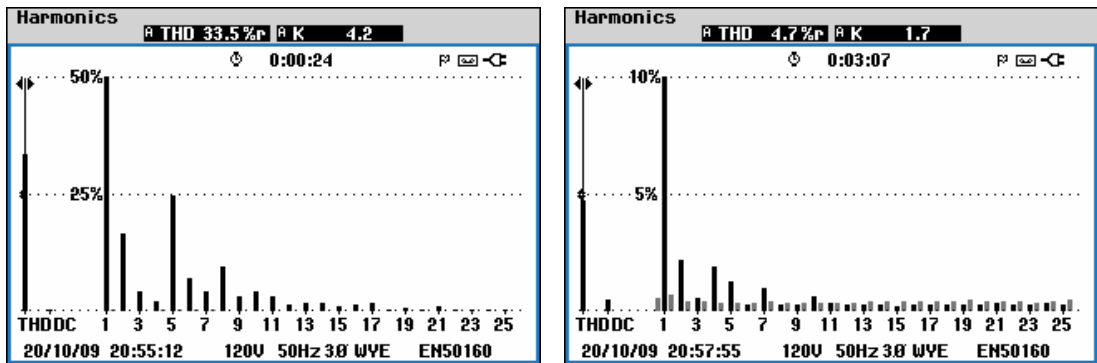 Harmonics
A THD 33.5%r A K 4.2
0:00:24 P
50%
25%
THD DC 1 3 5 7 9 11 13 15 17 19 21 23 25
20/10/09 20:55:12 120V 50Hz 3Ø WYE EN50160
Harmonics
A THD 4.7%r A K 1.7
0:03:07 P
10%
5%
THD DC 1 3 5 7 9 11 13 15 17 19 21 23 25
20/10/09 20:57:55 120V 50Hz 3Ø WYE EN50160